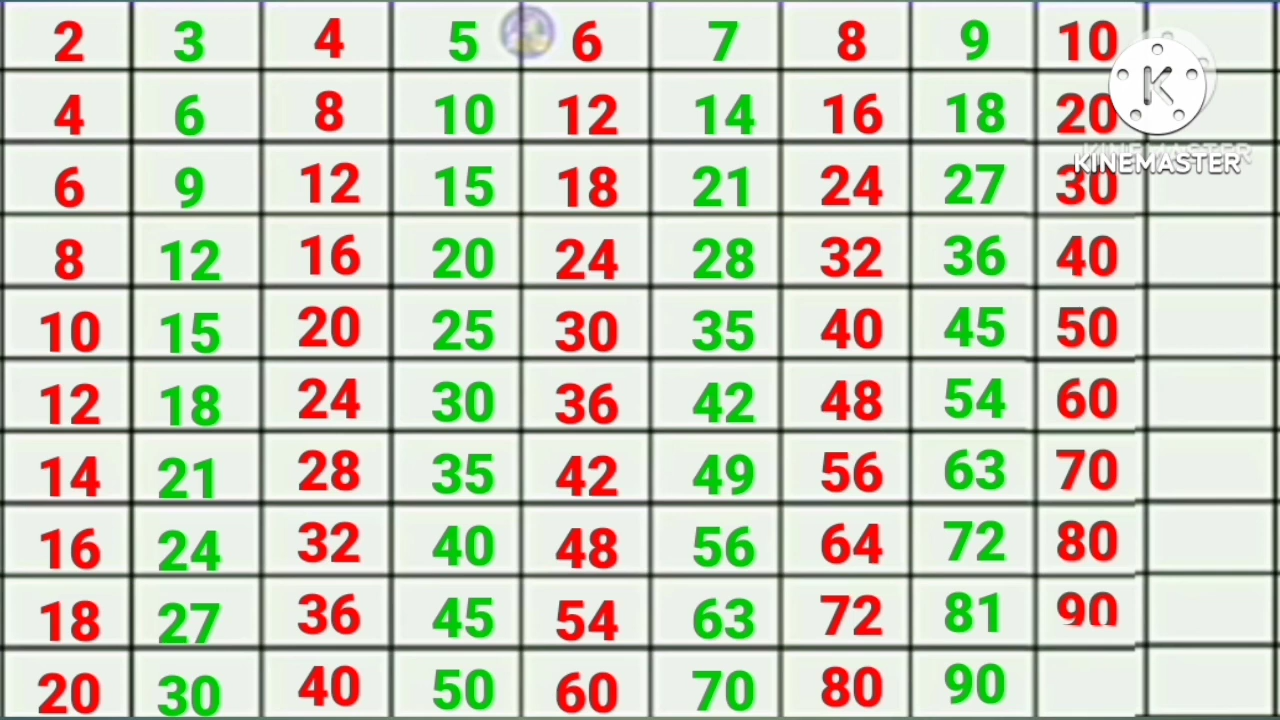 2 3 4 5 6 7 8 9 10
4 6 8 10 12 14 16 18 20
KINEMASTER
6 9 12 15 18 21 24 27 30
8 12 16 20 24 28 32 36 40
10 15 20 25 30 35 40 45 50
12 18 24 30 36 42 48 54 60
14 21 28 35 42 49 56 63 70
16 24 32 40 48 56 64 72 80
18 27 36 45 54 63 72 81 90
20 30 40 50 60 70 80 90